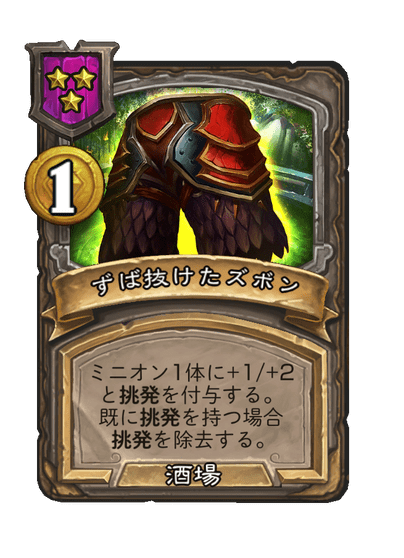 1
ずば抜けたズボン
ミニオン1体に+1/+2
と挑発を付与する。
既に挑発を持つ場合
挑発を除去する。
酒場